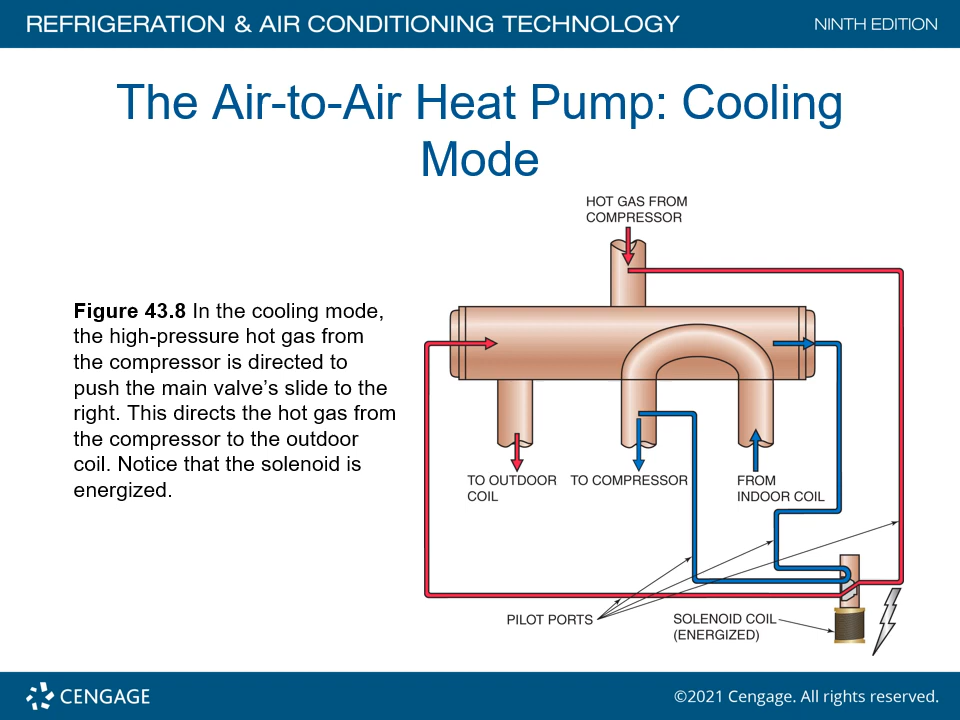 REFRIGERATION & AIR CONDITIONING TECHNOLOGY
NINTH EDITION
The Air-to-Air Heat Pump: Cooling
Mode
HOT GAS FROM
COMPRESSOR
Figure 43.8 In the cooling mode,
the high-pressure hot gas from
the compressor is directed to
push the main valve’s slide to the
right. This directs the hot gas from
the compressor to the outdoor
coil. Notice that the solenoid is
energized.
TO OUTDOOR
COIL
TO COMPRESSOR
FROM
INDOOR COIL
PILOT PORTS
SOLENOID COIL
(ENERGIZED)
CENGAGE
©2021 Cengage. All rights reserved.